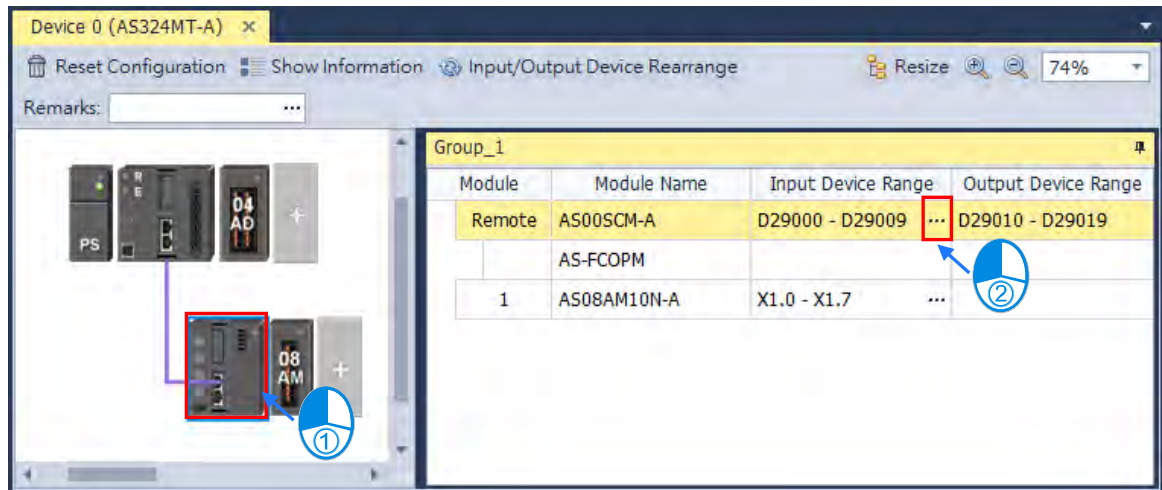 Device 0 (AS324MT-A) ×
Reset Configuration Show Information Input/Output Device Rearrange Resize 74%
Remarks: ...
Group_1
Module Module Name Input Device Range Output Device Range
Remote AS00SCM-A D29000 - D29009 ... D29010 - D29019
AS-FCOPM
1 AS08AM10N-A X1.0 - X1.7 ...
R
E
04
AD
+
PS
08
AM
+
①
②